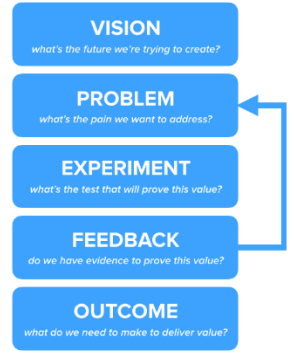 VISION
what's the future we're trying to create?
PROBLEM
what's the pain we want to address?
EXPERIMENT
what's the test that will prove this value?
FEEDBACK
do we have evidence to prove this value?
OUTCOME
what do we need to make to deliver value?